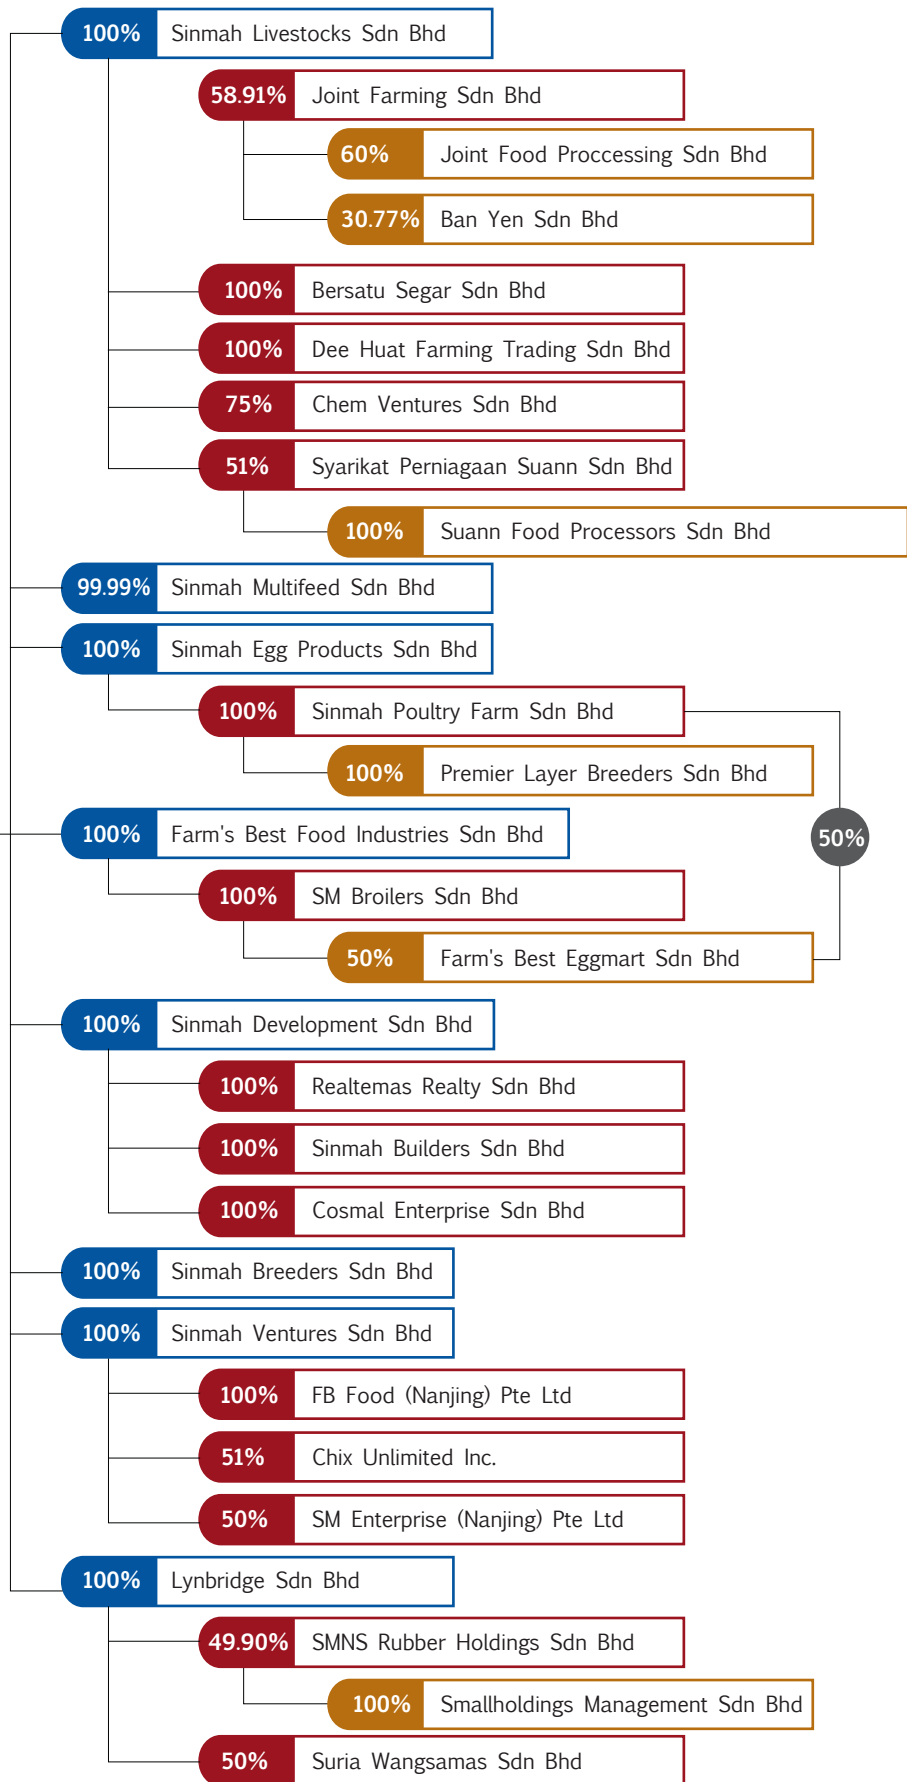 100% Sinmah Livestocks Sdn Bhd
58.91% Joint Farming Sdn Bhd
60% Joint Food Proccessing Sdn Bhd
30.77% Ban Yen Sdn Bhd
100% Bersatu Segar Sdn Bhd
100% Dee Huat Farming Trading Sdn Bhd
75% Chem Ventures Sdn Bhd
51% Syarikat Perniagaan Suann Sdn Bhd
100% Suann Food Processors Sdn Bhd
99.99% Sinmah Multifeed Sdn Bhd
100% Sinmah Egg Products Sdn Bhd
100% Sinmah Poultry Farm Sdn Bhd
100% Premier Layer Breeders Sdn Bhd
100% Farm's Best Food Industries Sdn Bhd
50%
100% SM Broilers Sdn Bhd
50% Farm's Best Eggmart Sdn Bhd
100% Sinmah Development Sdn Bhd
100% Realtemas Realty Sdn Bhd
100% Sinmah Builders Sdn Bhd
100% Cosmal Enterprise Sdn Bhd
100% Sinmah Breeders Sdn Bhd
100% Sinmah Ventures Sdn Bhd
100% FB Food (Nanjing) Pte Ltd
51% Chix Unlimited Inc.
50% SM Enterprise (Nanjing) Pte Ltd
100% Lynbridge Sdn Bhd
49.90% SMNS Rubber Holdings Sdn Bhd
100% Smallholdings Management Sdn Bhd
50% Suria Wangsamas Sdn Bhd